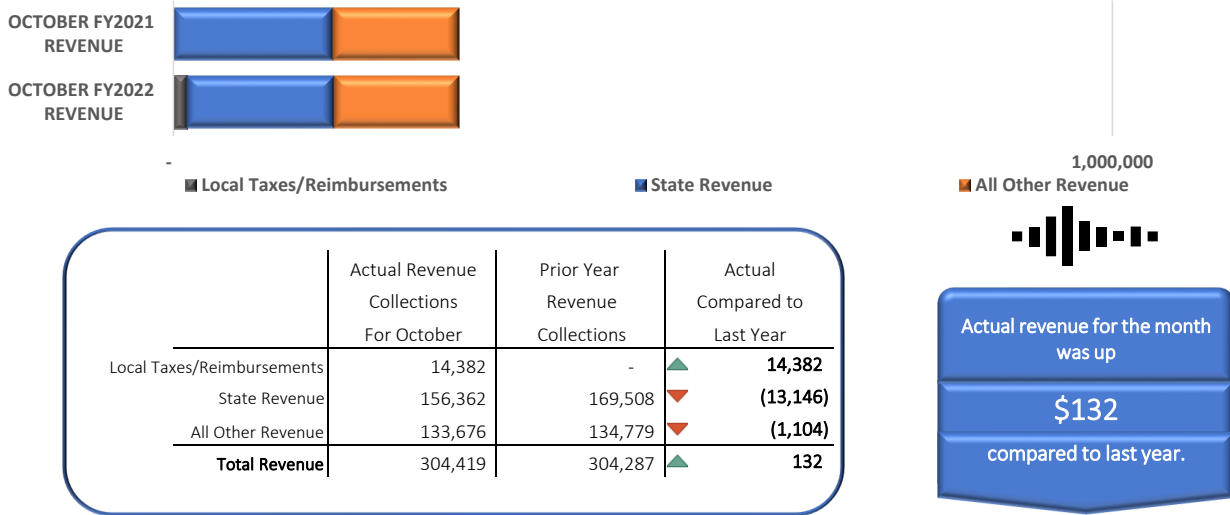 OCTOBER FY2021
REVENUE
OCTOBER FY2022
REVENUE
- 1,000,000
Local Taxes/Reimbursements State Revenue All Other Revenue
Actual Revenue Prior Year Actual
Collections Revenue Compared to
For October Collections Last Year
Local Taxes/Reimbursements 14,382 - 14,382
State Revenue 156,362 169,508 (13,146)
All Other Revenue 133,676 134,779 (1,104)
Total Revenue 304,419 304,287 132
Actual revenue for the month
was up
$132
compared to last year.